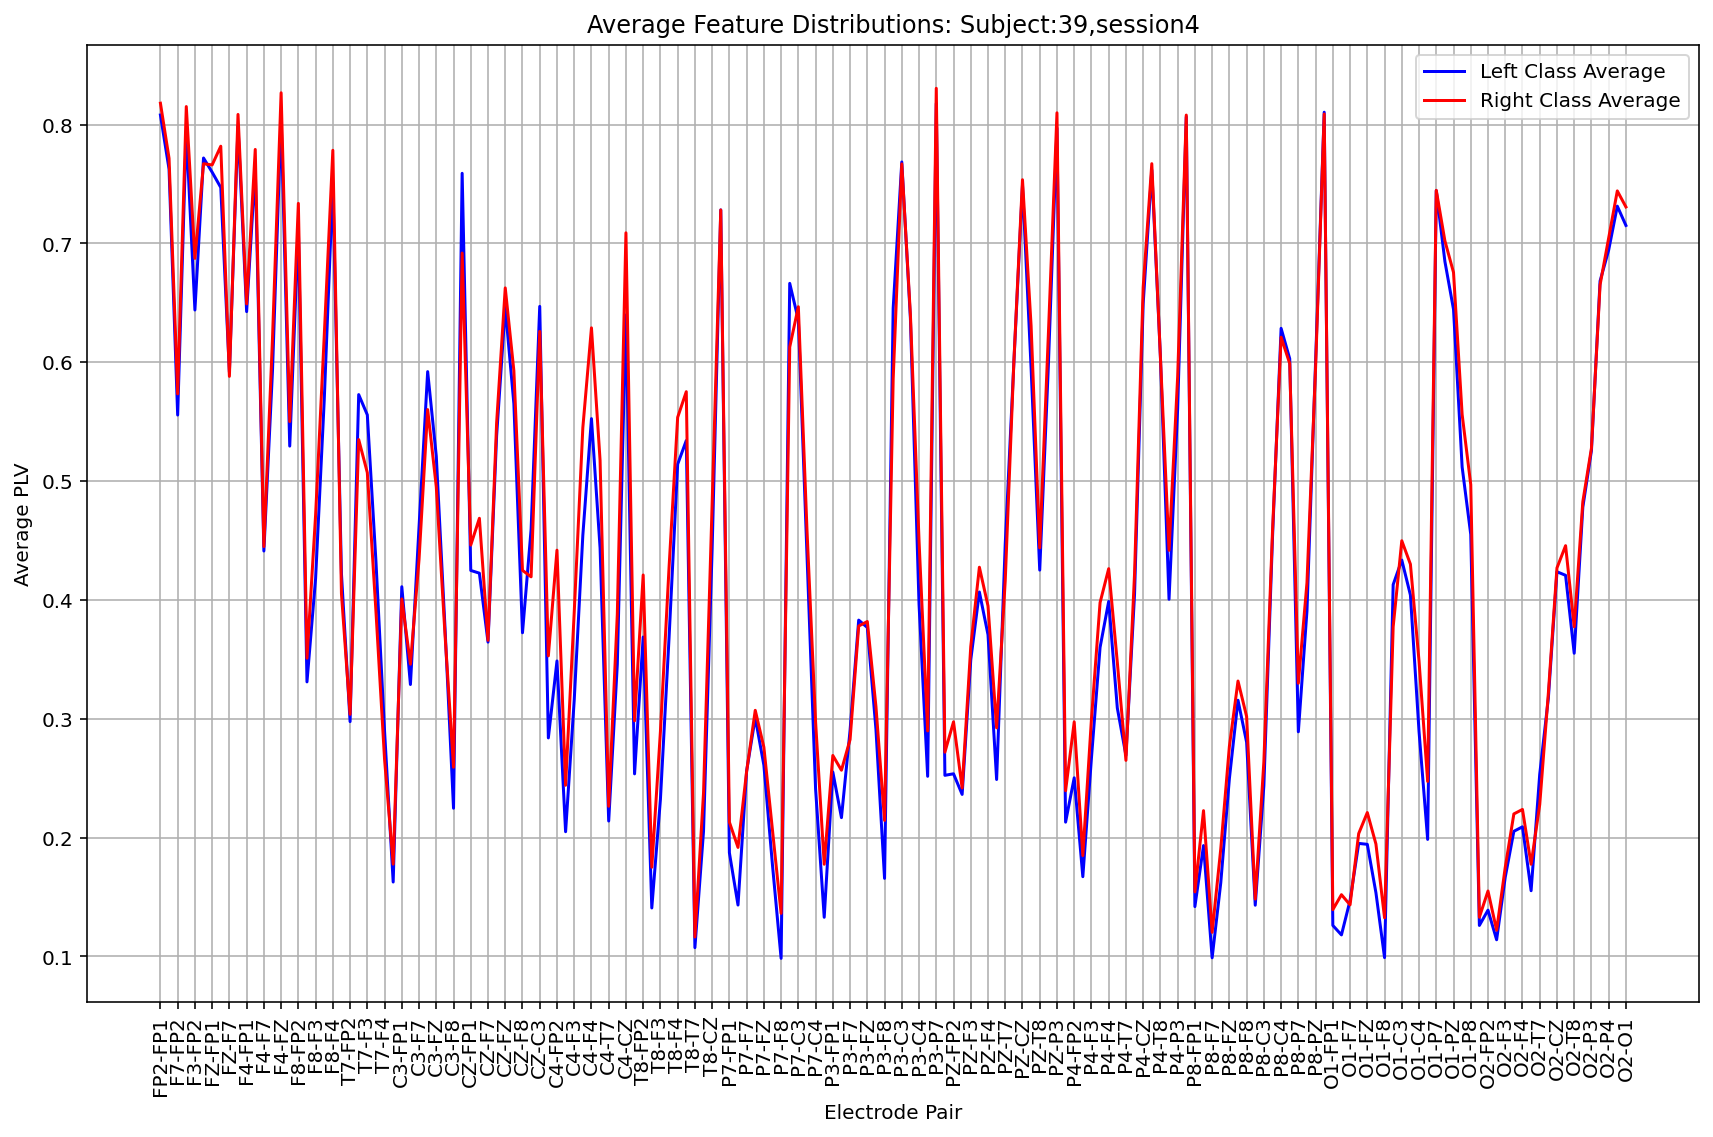 Average Feature Distributions: Subject:39,session4
Left Class Average
Right Class Average
Average PLV
0.8
0.7
0.6
0.5
0.4
0.3
0.2
0.1
FP2-FP1
F7-FP2
F3-FP2
FZ-FP1
FZ-F7
F4-FP1
F4-F7
F4-FZ
F8-FP2
F8-F3
F8-F4
T7-FP2
T7-F3
T7-F4
C3-FP1
C3-F7
C3-FZ
C3-F8
CZ-FP1
CZ-F7
CZ-FZ
CZ-F8
CZ-C3
C4-FP2
C4-F3
C4-F4
C4-T7
C4-CZ
T8-FP2
T8-F3
T8-F4
T8-T7
T8-CZ
P7-FP1
P7-F7
P7-FZ
P7-F8
P7-C3
P7-C4
P3-FP1
P3-F7
P3-FZ
P3-F8
P3-C3
P3-C4
P3-P7
PZ-FP2
PZ-F3
PZ-F4
PZ-T7
PZ-CZ
PZ-T8
PZ-P3
P4-FP2
P4-F3
P4-F4
P4-T7
P4-CZ
P4-T8
P4-P3
P8-FP1
P8-F7
P8-FZ
P8-F8
P8-C3
P8-C4
P8-P7
P8-PZ
O1-FP1
O1-F7
O1-FZ
O1-F8
O1-C3
O1-C4
O1-P7
O1-PZ
O1-P8
O2-FP2
O2-F3
O2-F4
O2-T7
O2-CZ
O2-T8
O2-P3
O2-P4
O2-O1
Electrode Pair